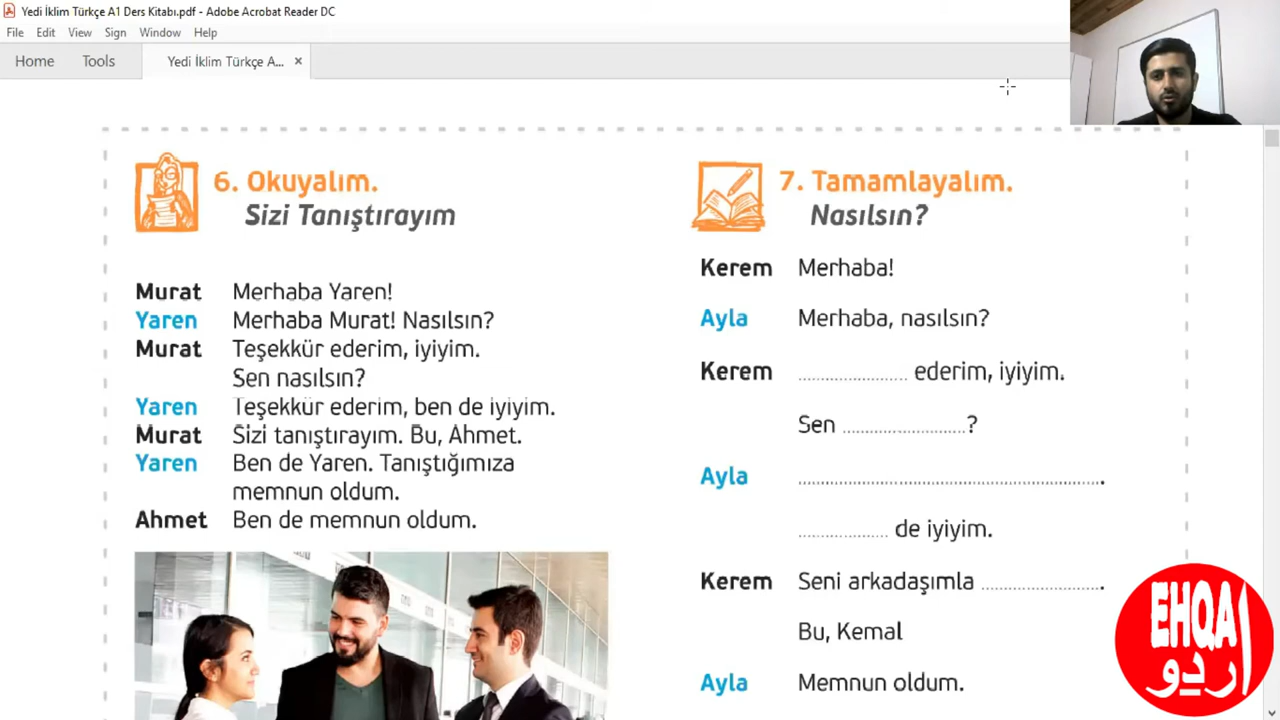 Yedi İklim Türkçe A1 Ders Kitabı.pdf - Adobe Acrobat Reader DC
File Edit View Sign Window Help
Home Tools Yedi İklim Türkçe A... ×
6. Okuyalım.
Sizi Tanıştırayım
Murat Merhaba Yaren!
Yaren Merhaba Murat! Nasılsın?
Murat Teşekkür ederim, iyiyim.
Sen nasılsın?
Yaren Teşekkür ederim, ben de iyiyim.
Murat Sizi tanıştırayım. Bu, Ahmet.
Yaren Ben de Yaren. Tanıştığımıza
memnun oldum.
Ahmet Ben de memnun oldum.
7. Tamamlayalım.
Nasılsın?
Kerem Merhaba!
Ayla Merhaba, nasılsın?
Kerem ...................... ederim, iyiyim.
Sen .........................?
Ayla ..............................................................
.................. de iyiyim.
Kerem Seni arkadaşımla .........................
Bu, Kemal
Ayla Memnun oldum.
EHQA
اردو